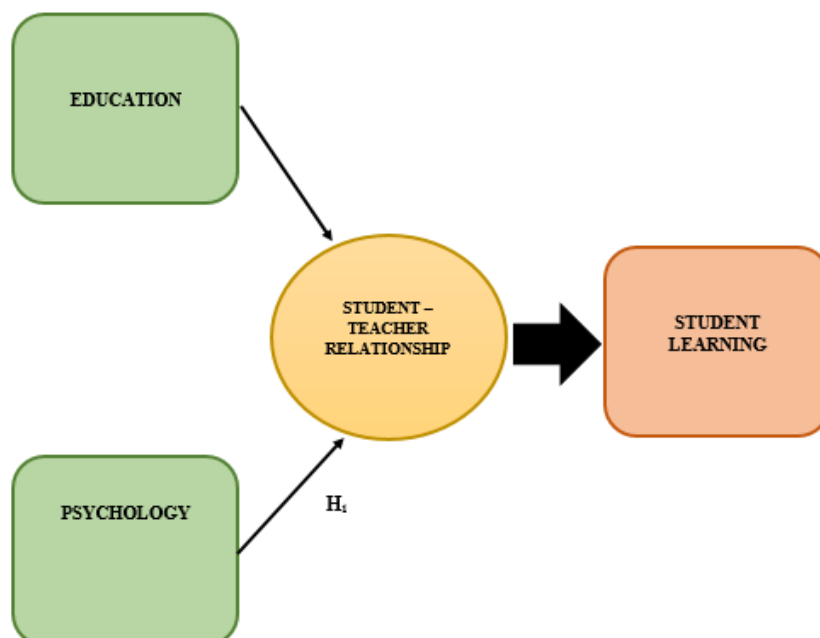 EDUCATION
STUDENT –
TEACHER
RELATIONSHIP
STUDENT
LEARNING
PSYCHOLOGY
H₁